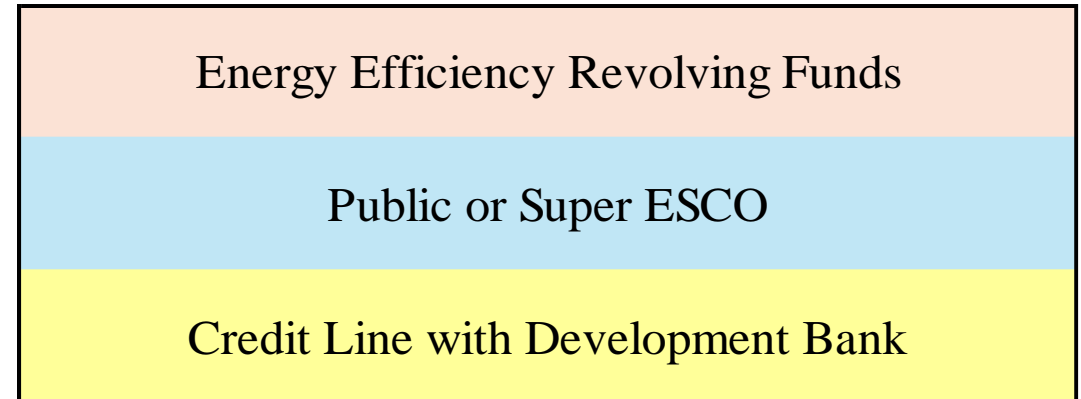 Energy Efficiency Revolving Funds
Public or Super ESCO
Credit Line with Development Bank